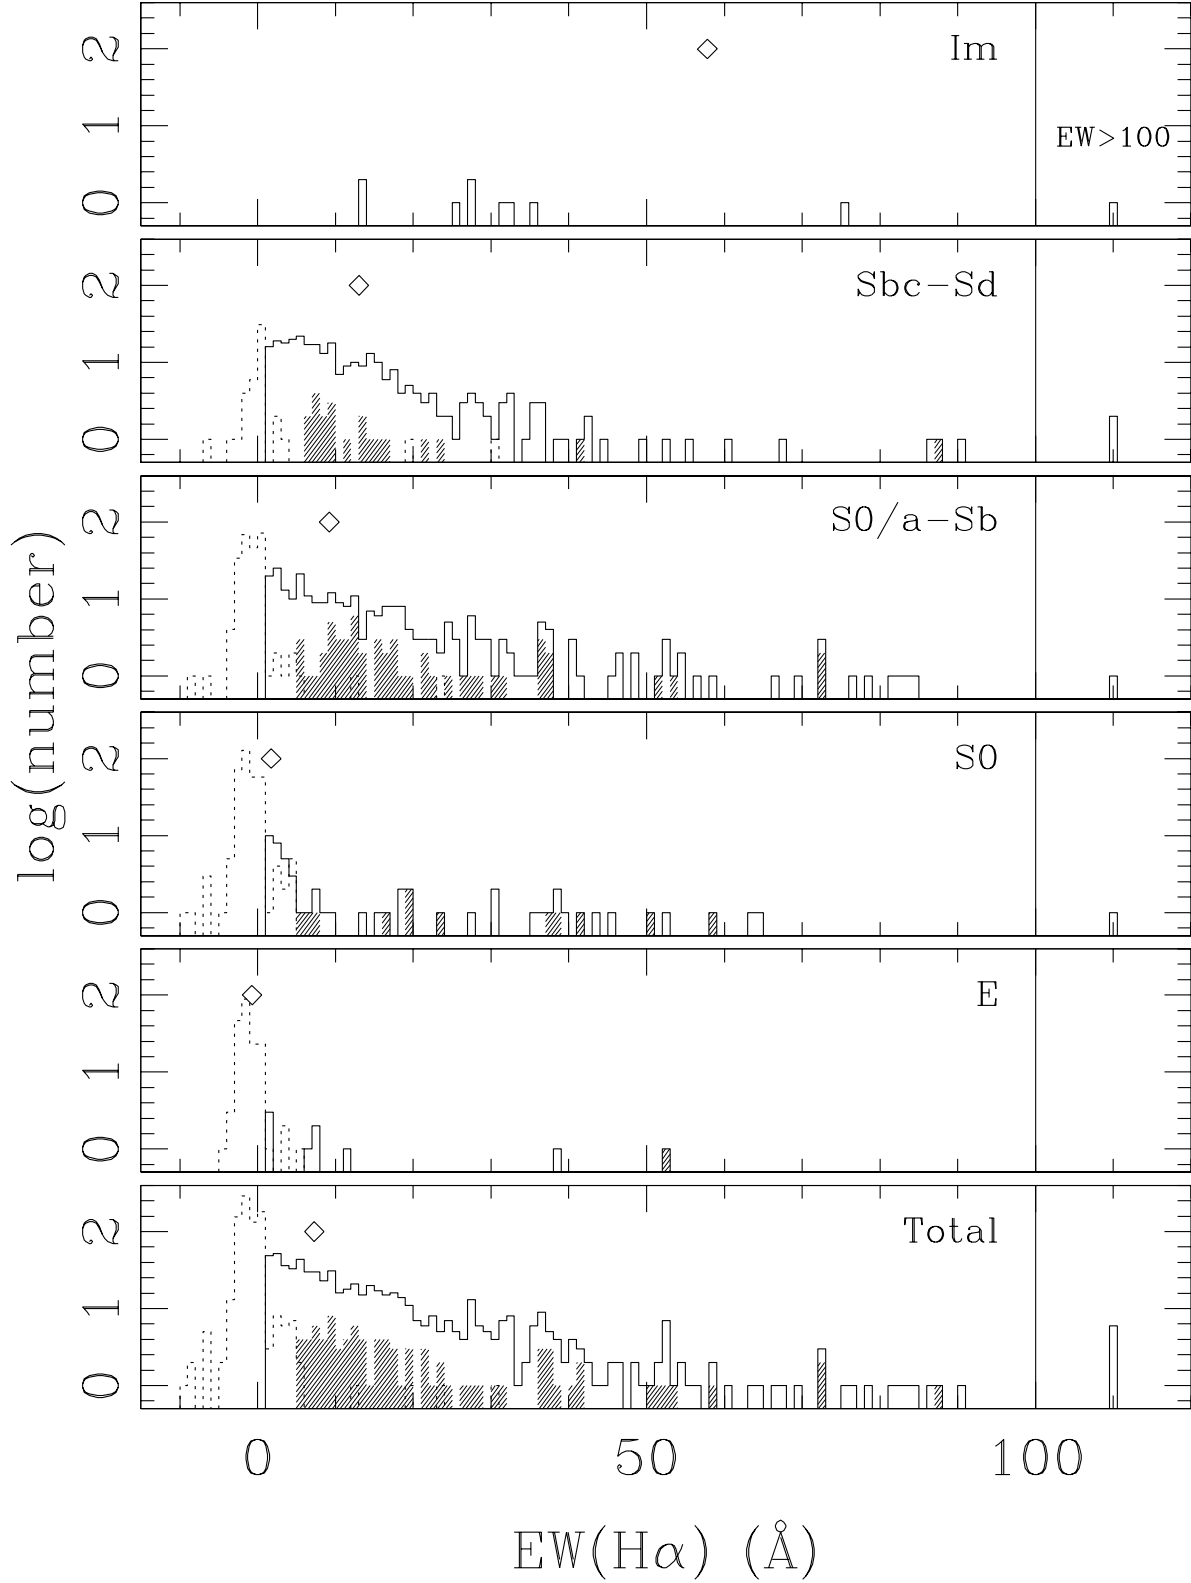 Im
EW>100
Sbc-Sd
S0/a-Sb
S0
E
Total
log(number)
0 1 2
0 1 2
0 1 2
0 1 2
0 1 2
0 1 2
0 50 100
EW(Hα) (Å)